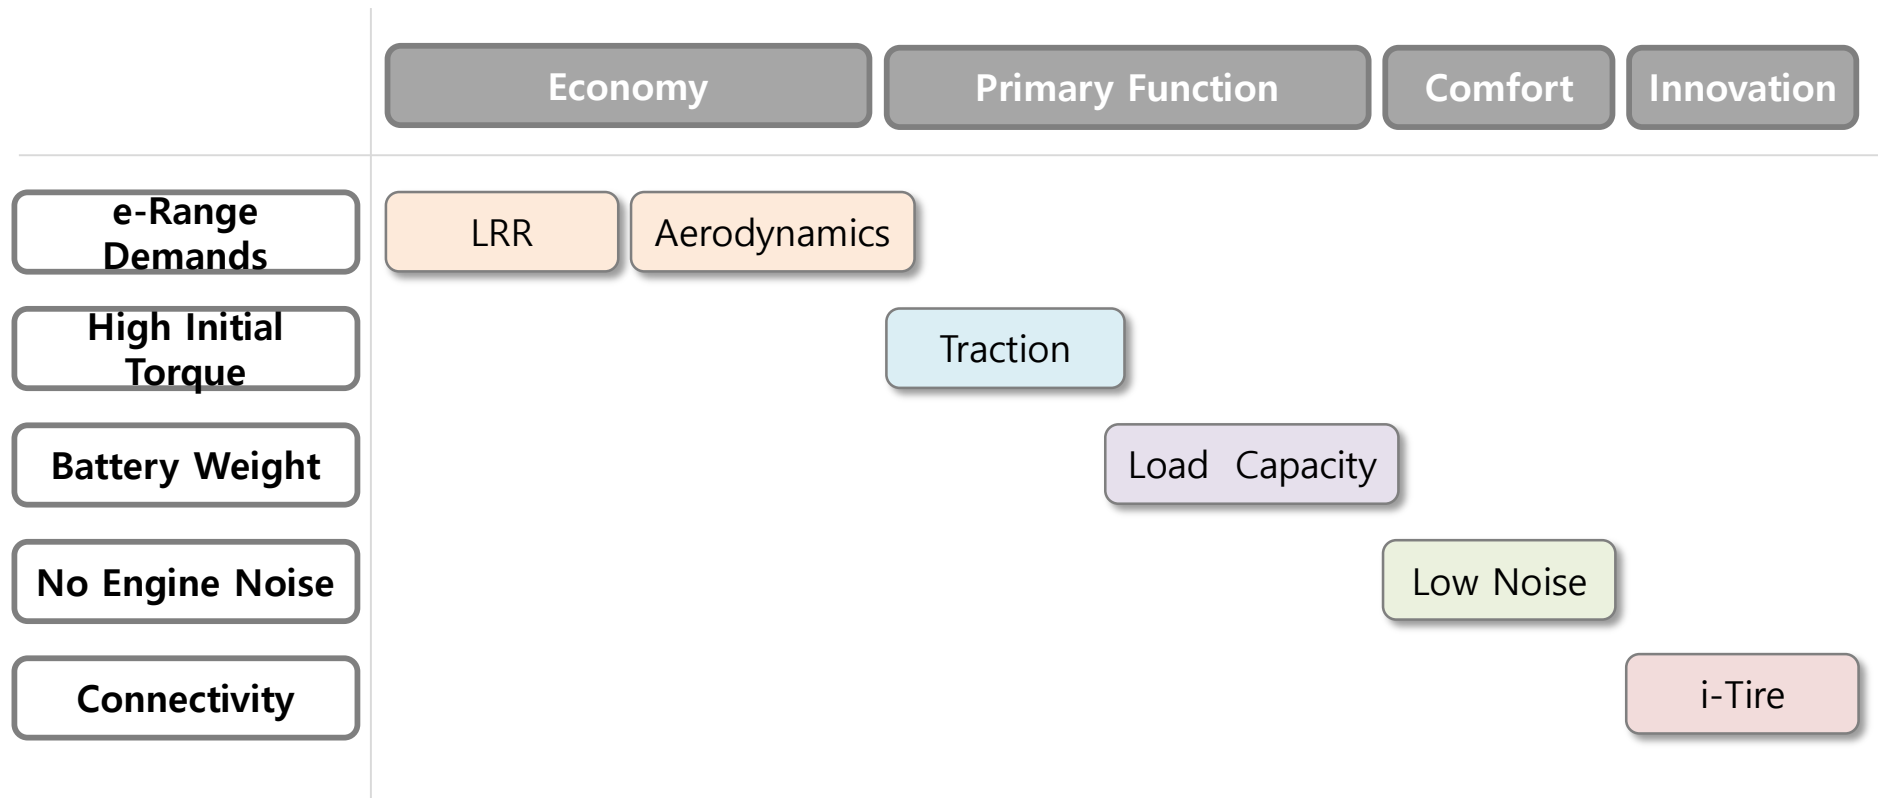 Economy Primary Function Comfort Innovation
e-Range
Demands
LRR Aerodynamics
High Initial
Torque
Traction
Battery Weight
Load Capacity
No Engine Noise
Low Noise
Connectivity
i-Tire